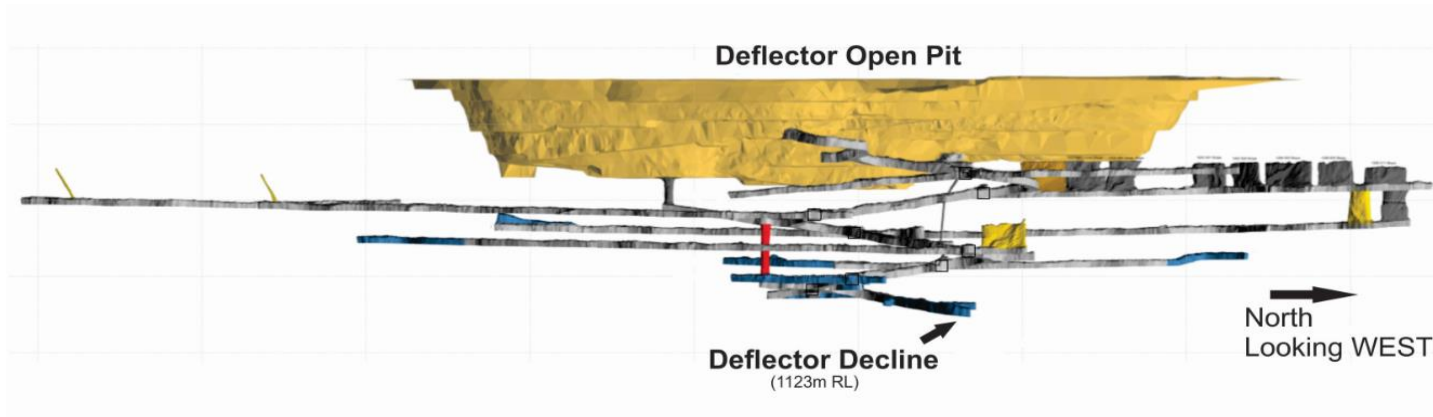 Deflector Open Pit
North
Looking WEST
Deflector Decline
(1123m RL)